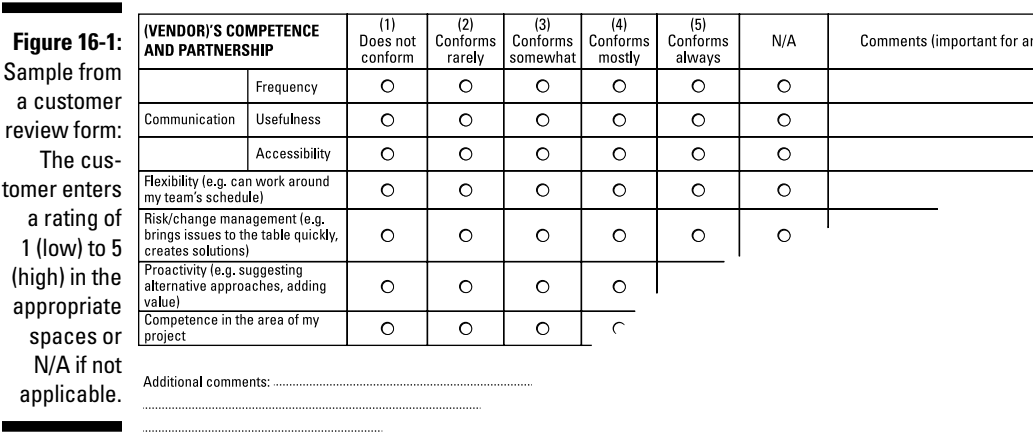 Figure 16-1:
Sample from
a customer
review form:
The cus-
tomer enters
a rating of
1 (low) to 5
(high) in the
appropriate
spaces or
N/A if not
applicable.
(VENDOR)'S COMPETENCE
AND PARTNERSHIP
(1)
Does not
conform
(2)
Conforms
rarely
(3)
Conforms
somewhat
(4)
Conforms
mostly
(5)
Conforms
always
N/A
Comments (important for
Communication
Frequency
Usefulness
Accessibility
Flexibility (e.g. can work around
my team's schedule)
Risk/change management (e.g.
brings issues to the table quickly,
creates solutions)
Proactivity (e.g. suggesting
alternative approaches, adding
value)
Competence in the area of my
project
Additional comments: